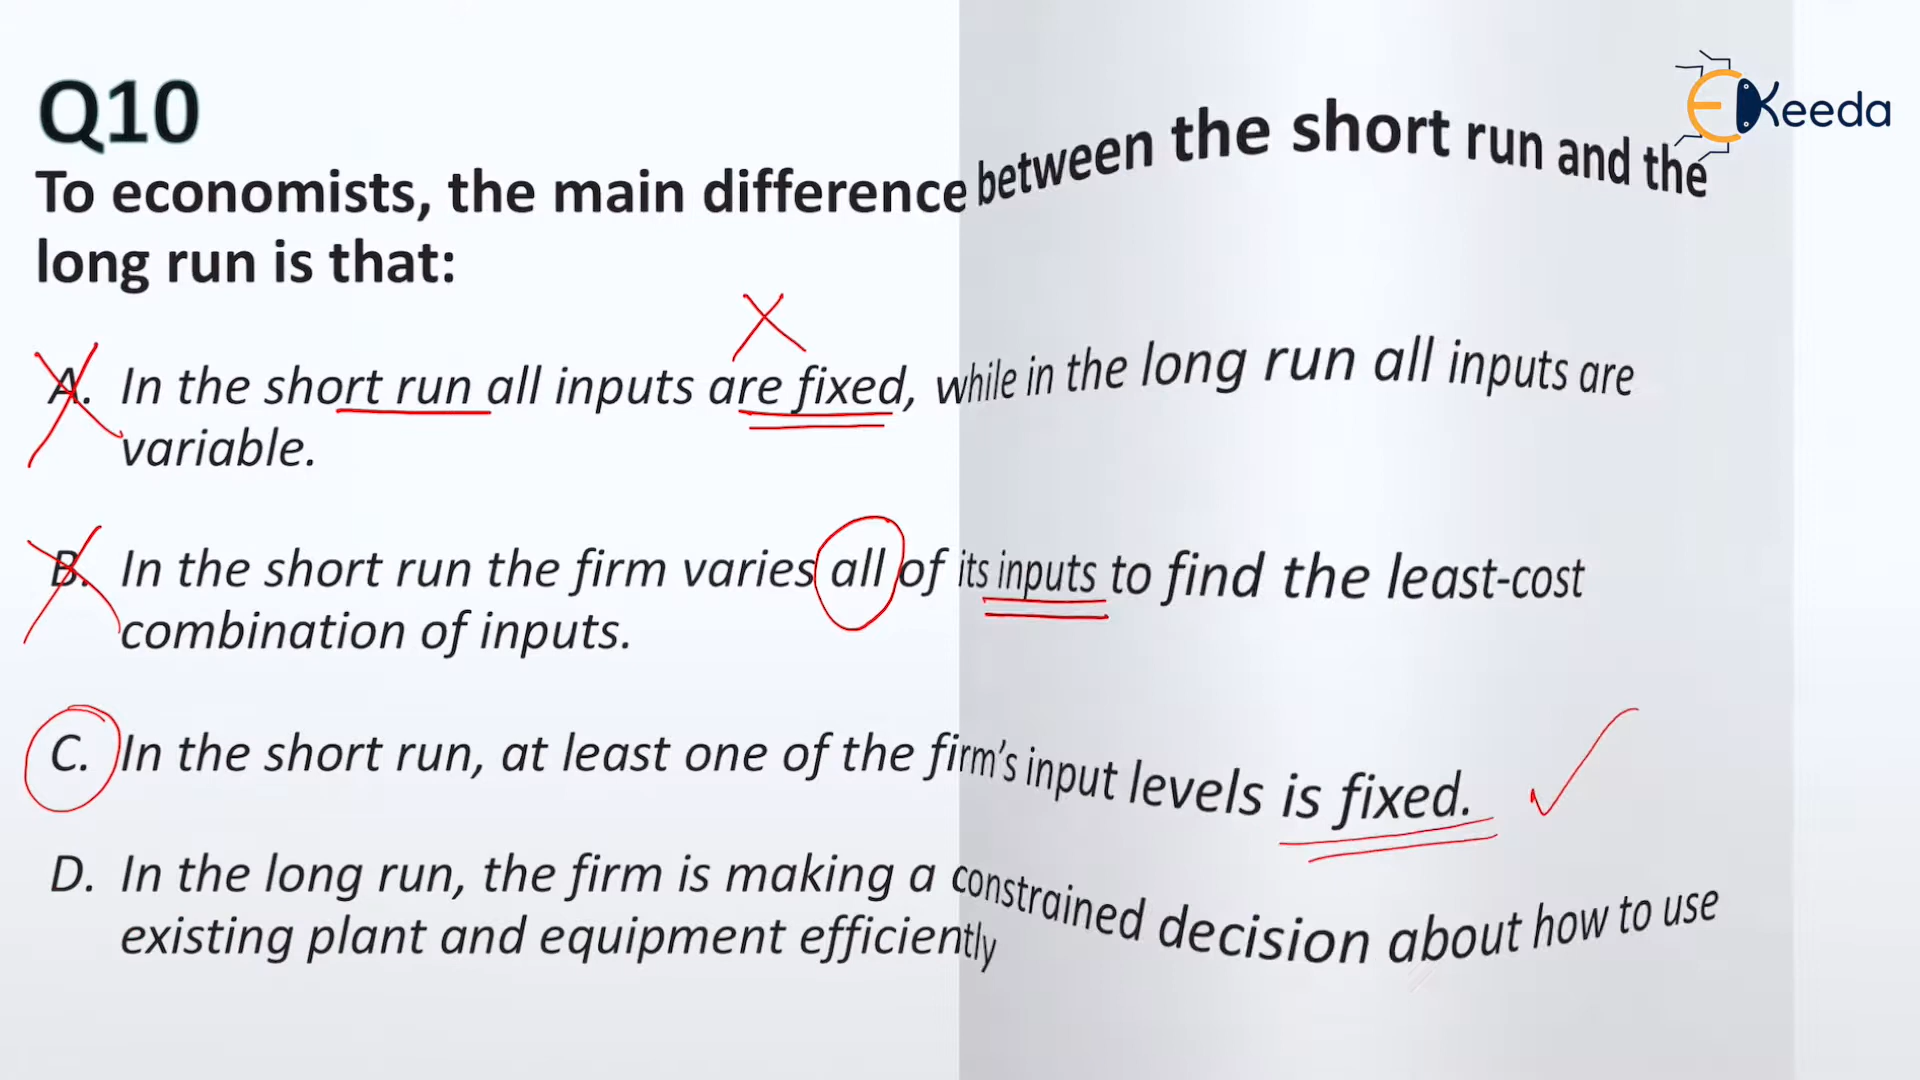 EKeeda
Q10
To economists, the main difference between the short run and the
long run is that:
A. In the short run all inputs are fixed, while in the long run all inputs are
variable.
B. In the short run the firm varies all of its inputs to find the least-cost
combination of inputs.
C. In the short run, at least one of the firm's input levels is fixed.
D. In the long run, the firm is making a constrained decision about how to use
existing plant and equipment efficiently